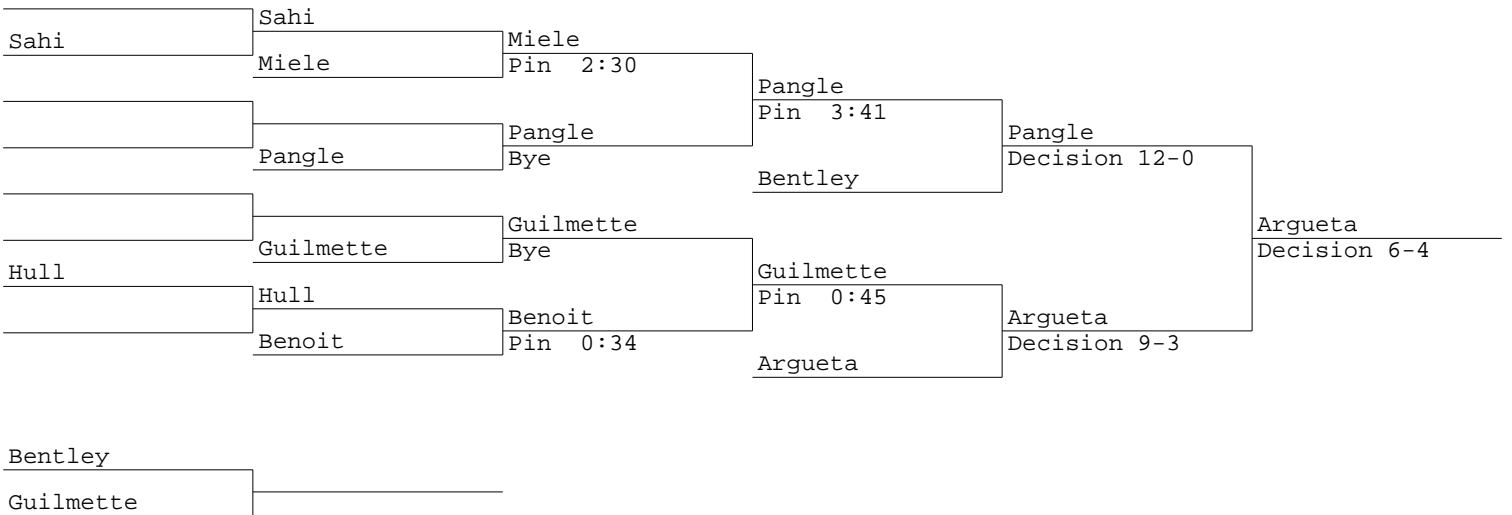 Sahi
Sahi
Miele
Miele
Pin 2:30
Pangle
Pin 3:41
Pangle
Pangle
Bye
Pangle
Decision 12-0
Bentley
Guilmette
Guilmette
Bye
Argueta
Decision 6-4
Hull
Hull
Guilmette
Pin 0:45
Benoit
Benoit
Pin 0:34
Argueta
Argueta
Decision 9-3
Bentley
Guilmette